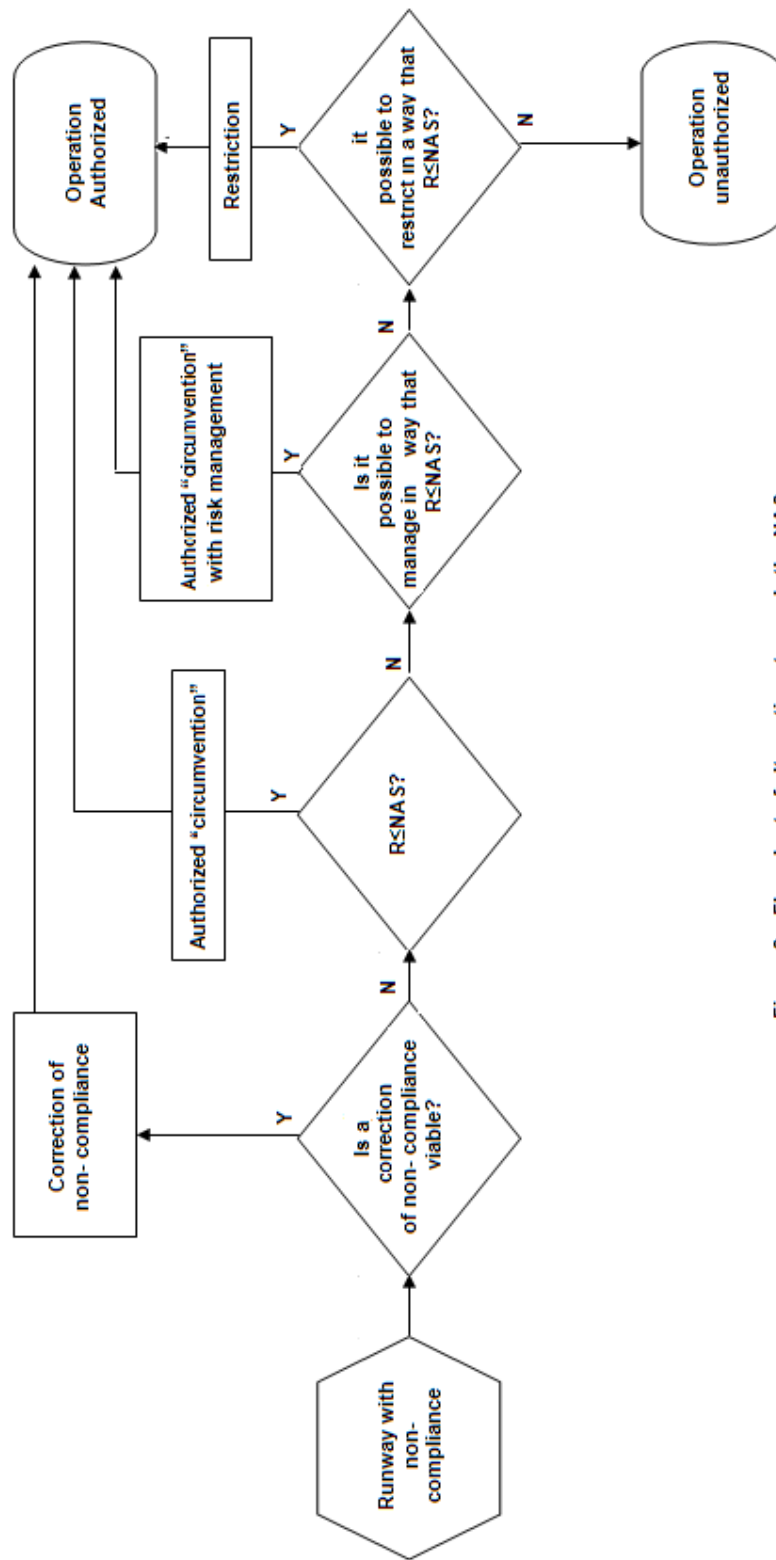 Runway with
non-
compliance
Is a
correction
of non- compliance
viable?
Y
N
Correction of
non- compliance
R≤NAS?
Y
N
Authorized “circumvention”
Is it
possible to
manage in way that
R≤NAS?
Y
N
Authorized “circumvention”
with risk management
it
possible to
restrict in a way that
R≤NAS?
Y
N
Restriction
Operation
Authorized
Operation
unauthorized